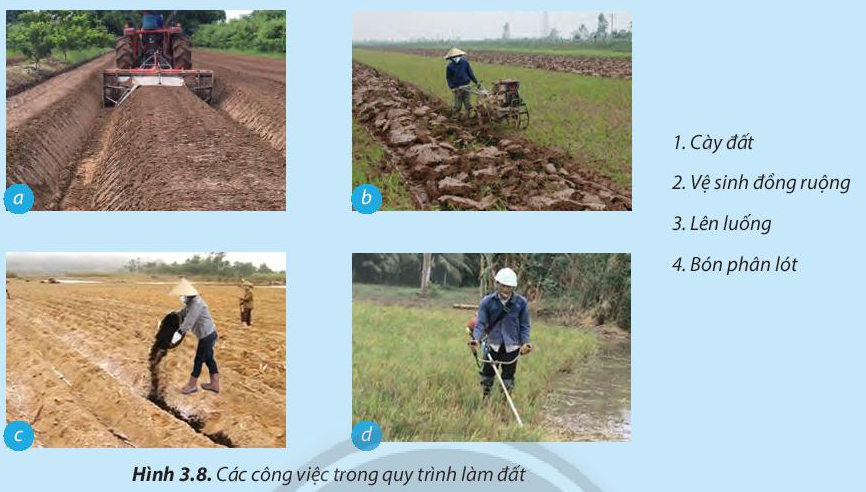 a
b
1. Cày đất
2. Vệ sinh đồng ruộng
3. Lên luống
4. Bón phân lót
c
d
Hình 3.8. Các công việc trong quy trình làm đất